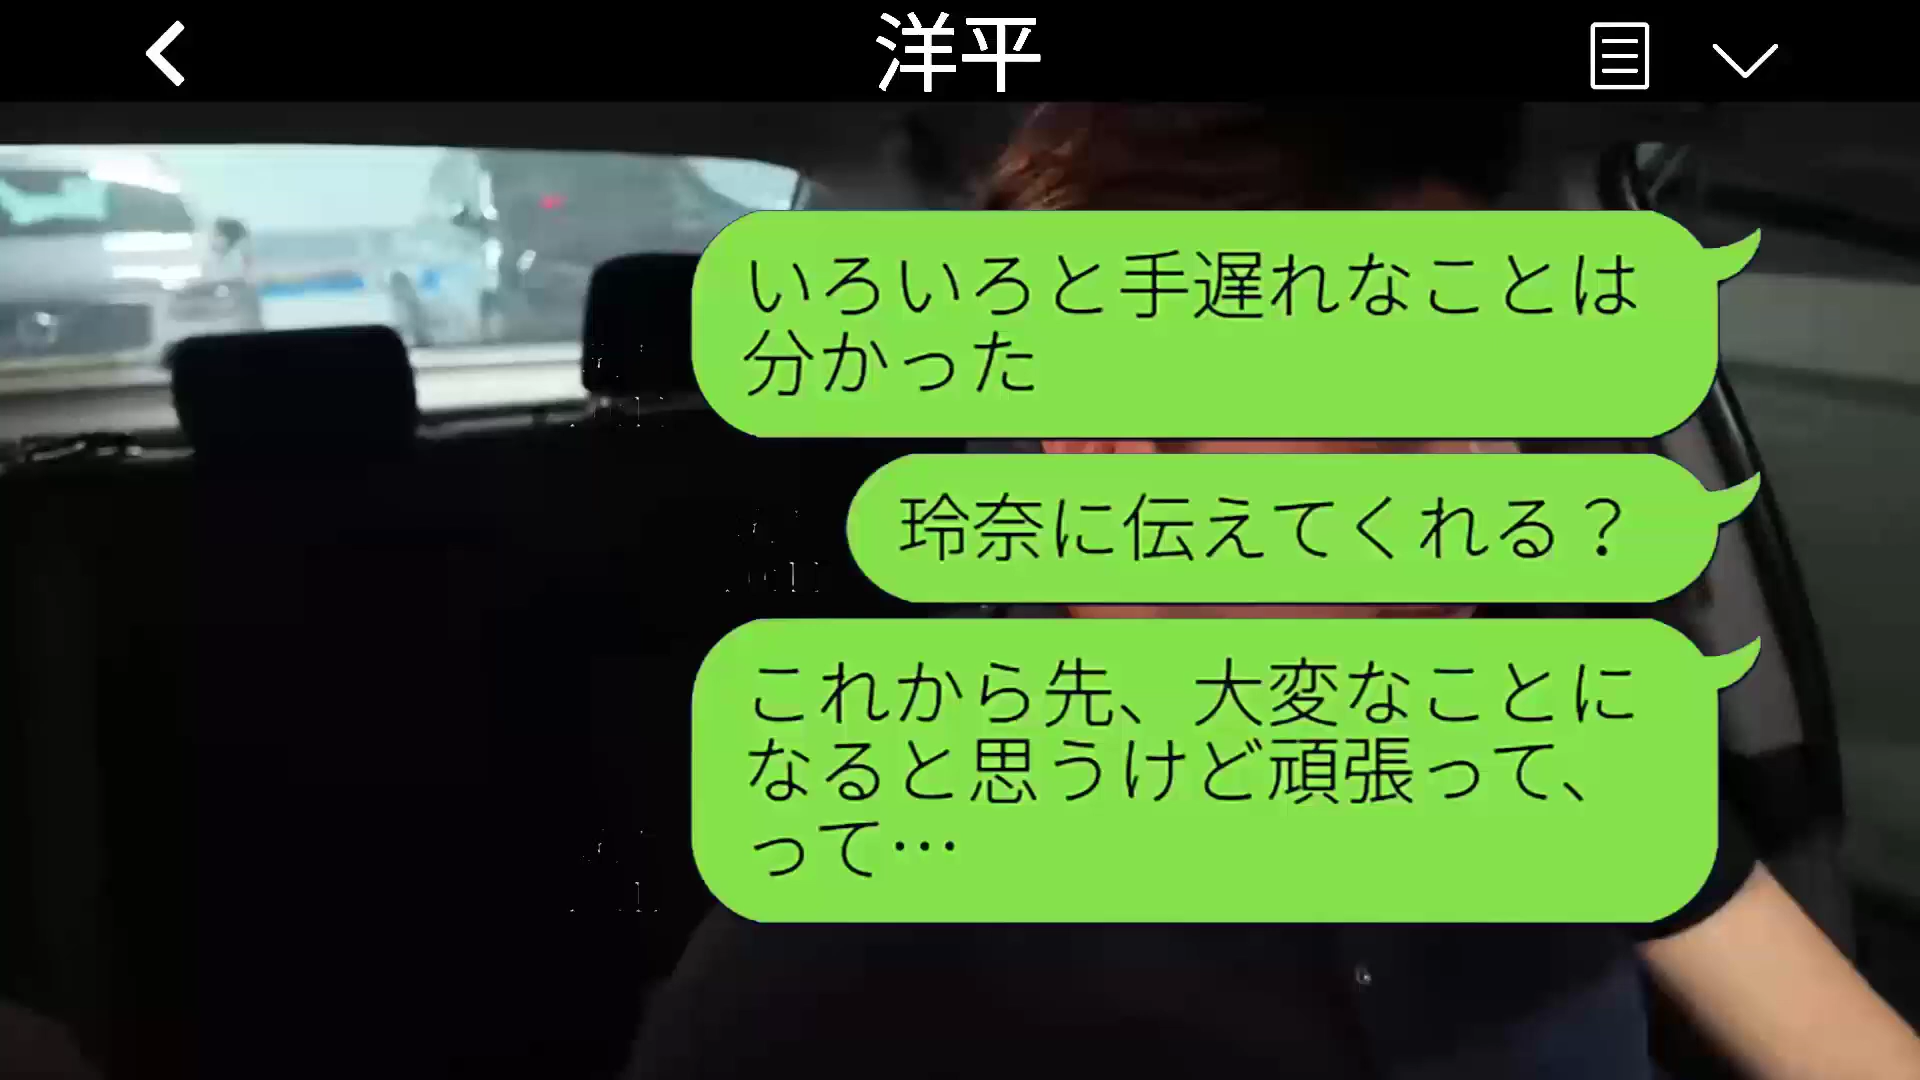 洋平
いろいろと手遅れなことは
分かった
玲奈に伝えてくれる？
これから先、大変なことに
なると思うけど頑張って、
って…